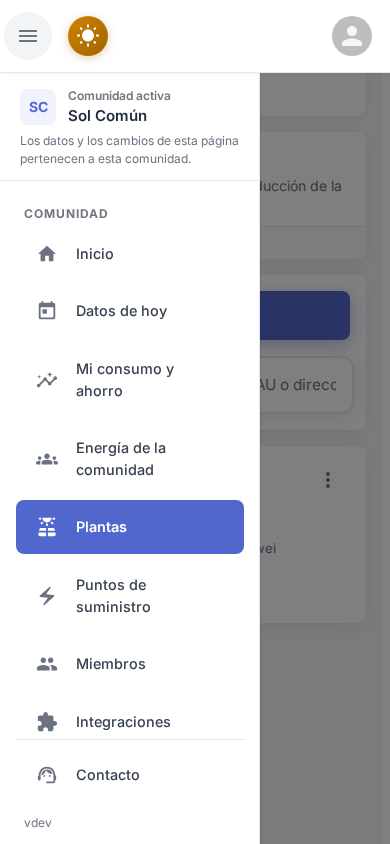 SC
Comunidad activa
Sol Común
Los datos y los cambios de esta página
pertenecen a esta comunidad.
COMUNIDAD
Inicio
ducción de la
Datos de hoy
Mi consumo y
ahorro
AU o direcc
Energía de la
comunidad
Plantas
wei
Puntos de
suministro
Miembros
Integraciones
Contacto
vdev